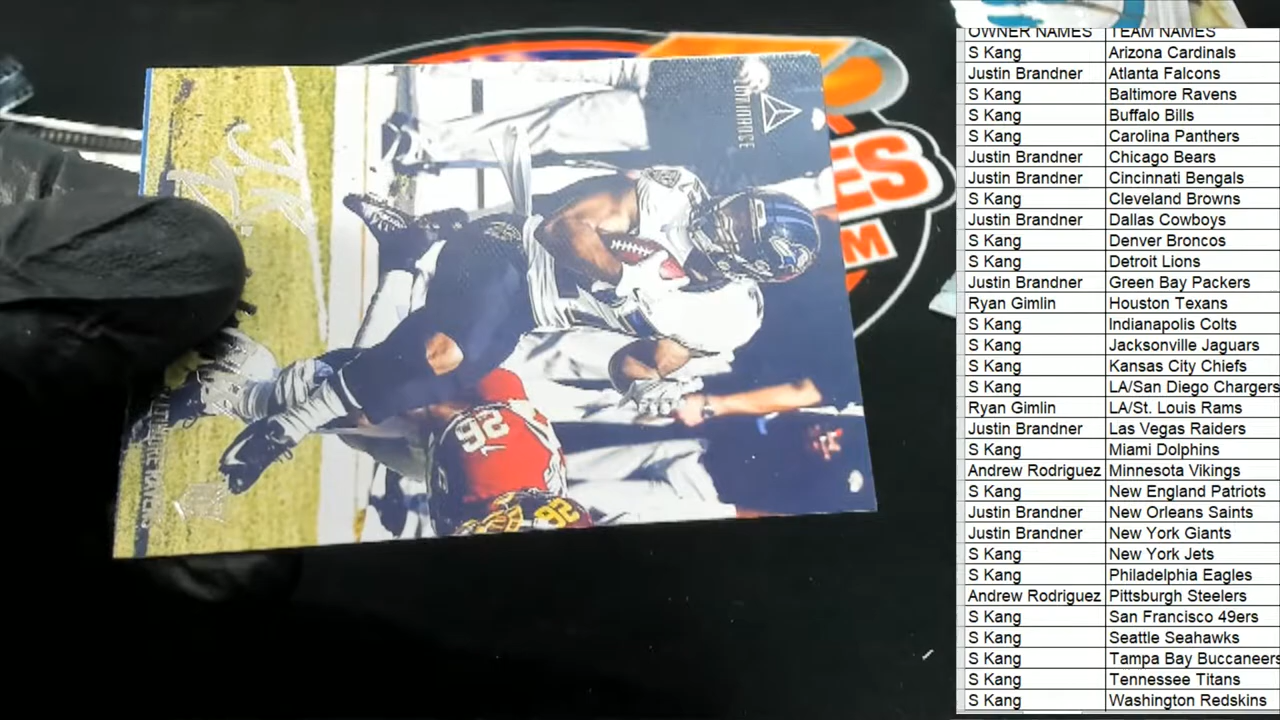 OWNER NAMES TEAM NAMES
S Kang Arizona Cardinals
Justin Brandner Atlanta Falcons
S Kang Baltimore Ravens
S Kang Buffalo Bills
S Kang Carolina Panthers
Justin Brandner Chicago Bears
Justin Brandner Cincinnati Bengals
S Kang Cleveland Browns
Justin Brandner Dallas Cowboys
S Kang Denver Broncos
S Kang Detroit Lions
Justin Brandner Green Bay Packers
Ryan Gimlin Houston Texans
S Kang Indianapolis Colts
S Kang Jacksonville Jaguars
S Kang Kansas City Chiefs
S Kang LA/San Diego Chargers
Ryan Gimlin LA/St. Louis Rams
Justin Brandner Las Vegas Raiders
S Kang Miami Dolphins
Andrew Rodriguez Minnesota Vikings
S Kang New England Patriots
Justin Brandner New Orleans Saints
Justin Brandner New York Giants
S Kang New York Jets
S Kang Philadelphia Eagles
Andrew Rodriguez Pittsburgh Steelers
S Kang San Francisco 49ers
S Kang Seattle Seahawks
S Kang Tampa Bay Buccaneers
S Kang Tennessee Titans
S Kang Washington Redskins
LUMINANCE
92
92
BALTIMORE RAVENS
ES
M